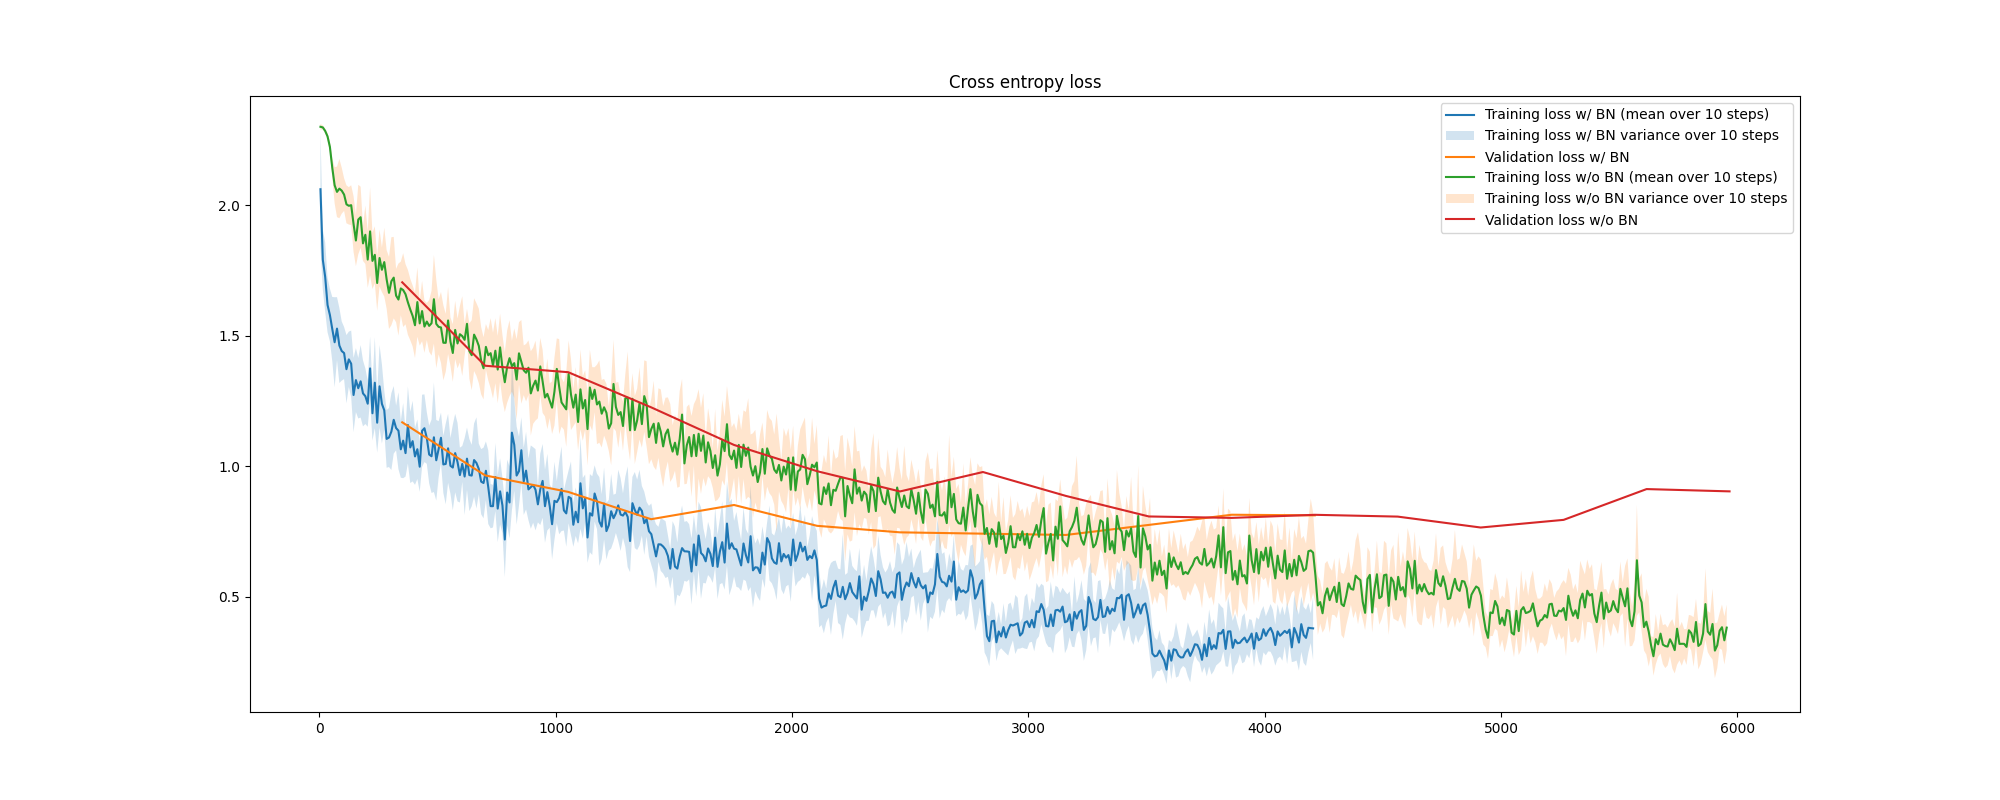 Cross entropy loss
Training loss w/ BN (mean over 10 steps)
Training loss w/ BN variance over 10 steps
Validation loss w/ BN
Training loss w/o BN (mean over 10 steps)
Training loss w/o BN variance over 10 steps
Validation loss w/o BN
2.0
1.5
1.0
0.5
0 1000 2000 3000 4000 5000 6000